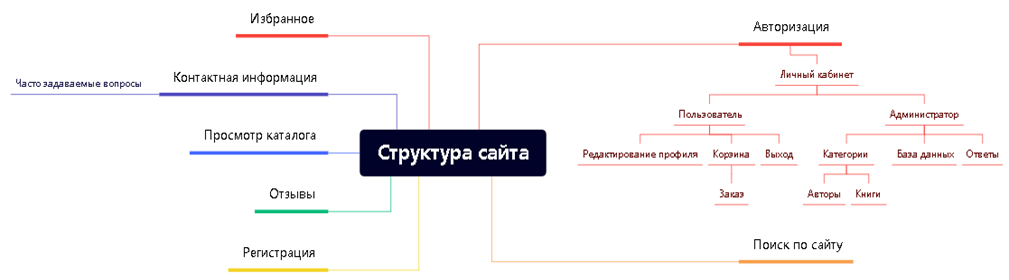 Избранное
Контактная информация
Часто задаваемые вопросы
Просмотр каталога
Отзывы
Регистрация
Структура сайта
Авторизация
Личный кабинет
Пользователь
Администратор
Редактирование профиля
Корзина
Выход
Категории
База данных
Ответы
Заказ
Авторы
Книги
Поиск по сайту